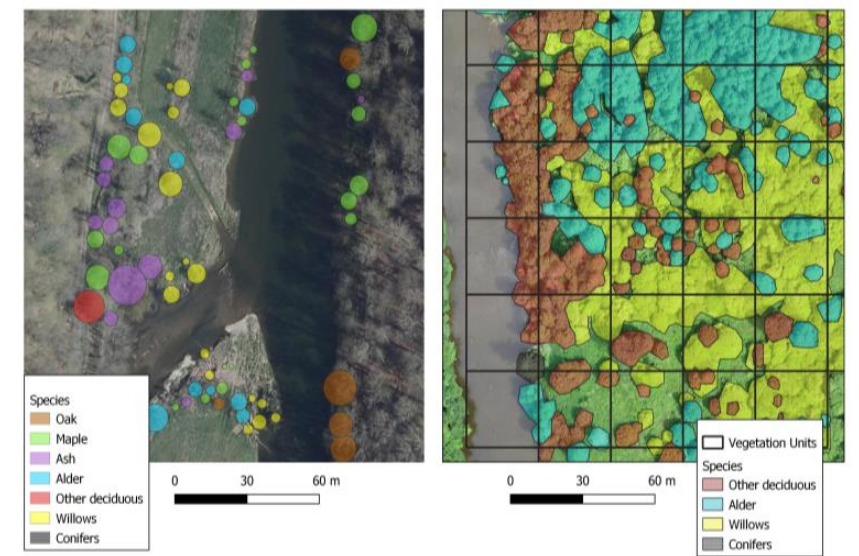 Species
Oak
Maple
Ash
Alder
Other deciduous
Willows
Conifers
0 30 60 m
0 30 60 m
Vegetation Units
Species
Other deciduous
Alder
Willows
Conifers